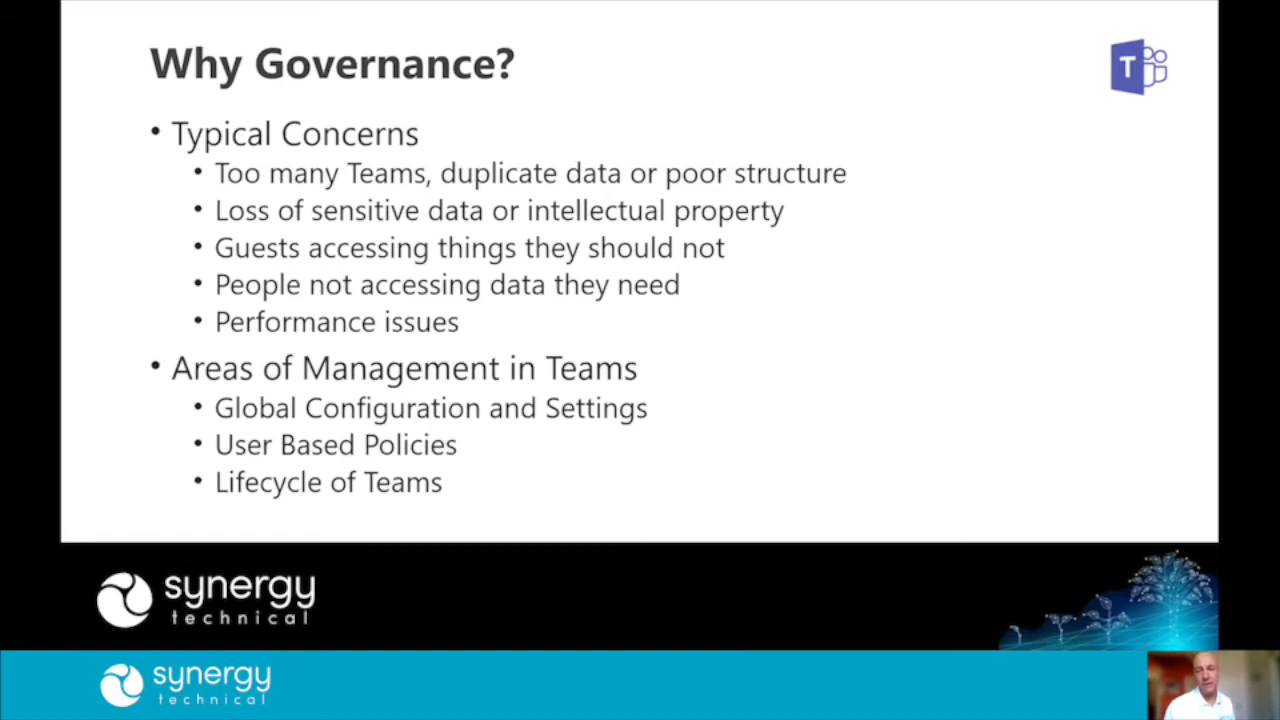 Why Governance?
T
• Typical Concerns
• Too many Teams, duplicate data or poor structure
• Loss of sensitive data or intellectual property
• Guests accessing things they should not
• People not accessing data they need
• Performance issues
• Areas of Management in Teams
• Global Configuration and Settings
• User Based Policies
• Lifecycle of Teams
synergy
technical
synergy
technical